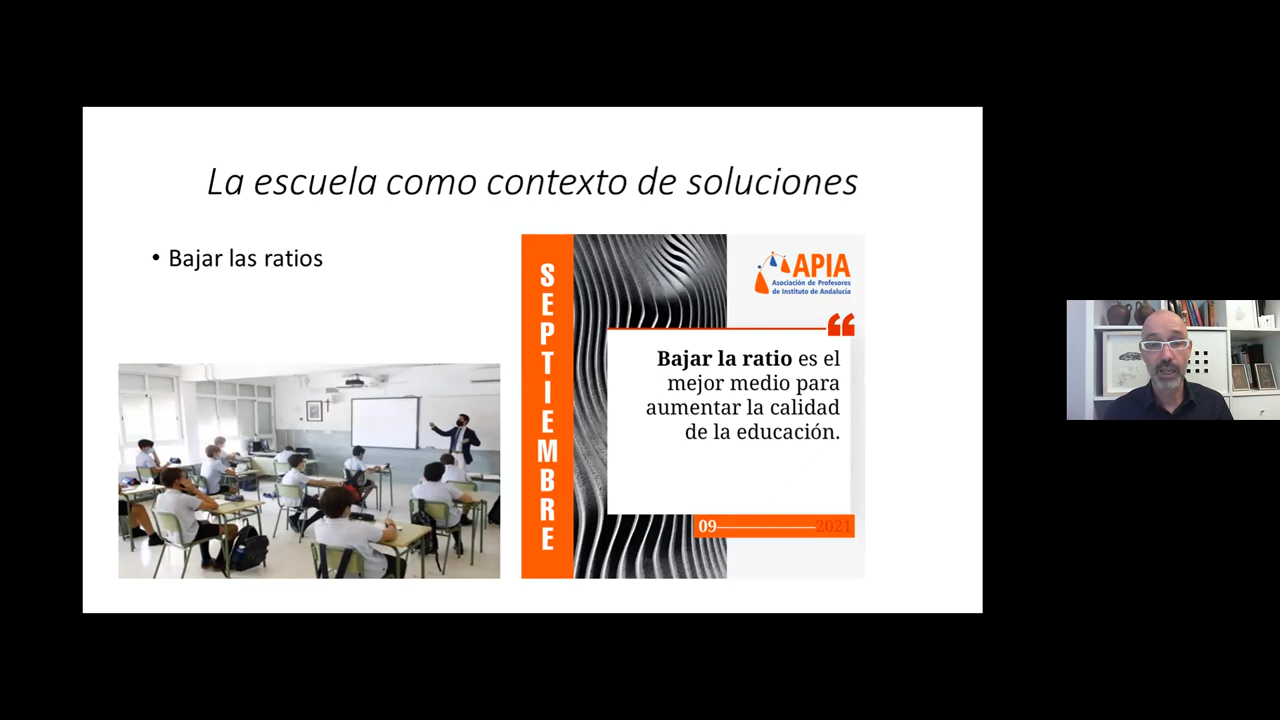 La escuela como contexto de soluciones
• Bajar las ratios
SEPTIEMBRE
APIA
Asociación de Profesores
de Instituto de Andalucía
Bajar la ratio es el
mejor medio para
aumentar la calidad
de la educación.
09
2021